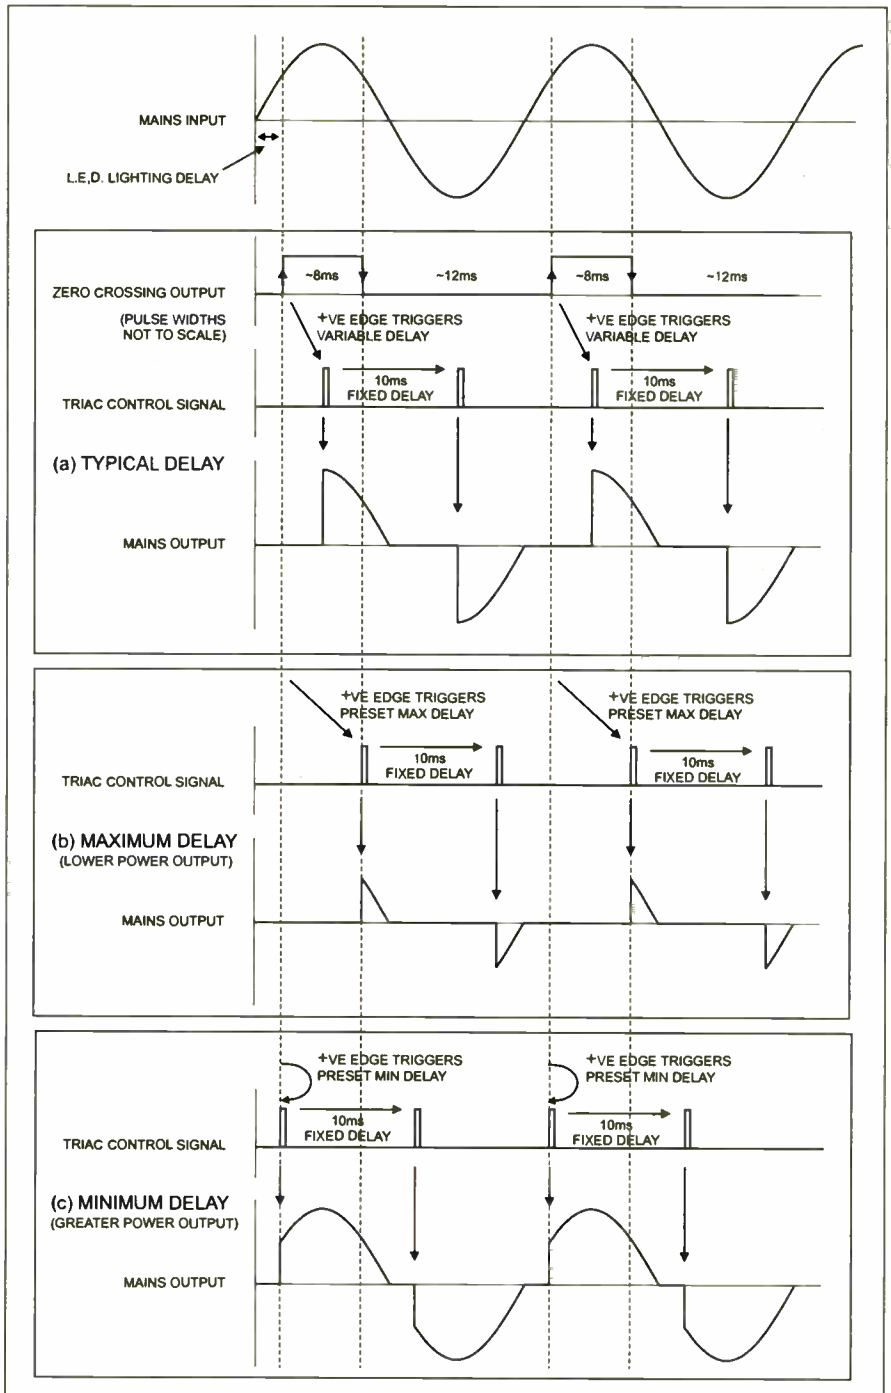 MAINS INPUT
L.E,D. LIGHTING DELAY
~8ms
~12ms
~8ms
~12ms
ZERO CROSSING OUTPUT
(PULSE WIDTHS
NOT TO SCALE)
+VE EDGE TRIGGERS
VARIABLE DELAY
+VE EDGE TRIGGERS
VARIABLE DELAY
10ms
FIXED DELAY
10ms
FIXED DELAY
TRIAC CONTROL SIGNAL
(a) TYPICAL DELAY
MAINS OUTPUT
+VE EDGE TRIGGERS
PRESET MAX DELAY
+VE EDGE TRIGGERS
PRESET MAX DELAY
10ms
FIXED DELAY
10ms
FIXED DELAY
TRIAC CONTROL SIGNAL
(b) MAXIMUM DELAY
(LOWER POWER OUTPUT)
MAINS OUTPUT
+VE EDGE TRIGGERS
PRESET MIN DELAY
+VE EDGE TRIGGERS
PRESET MIN DELAY
10ms
FIXED DELAY
10ms
FIXED DELAY
TRIAC CONTROL SIGNAL
(c) MINIMUM DELAY
(GREATER POWER OUTPUT)
MAINS OUTPUT